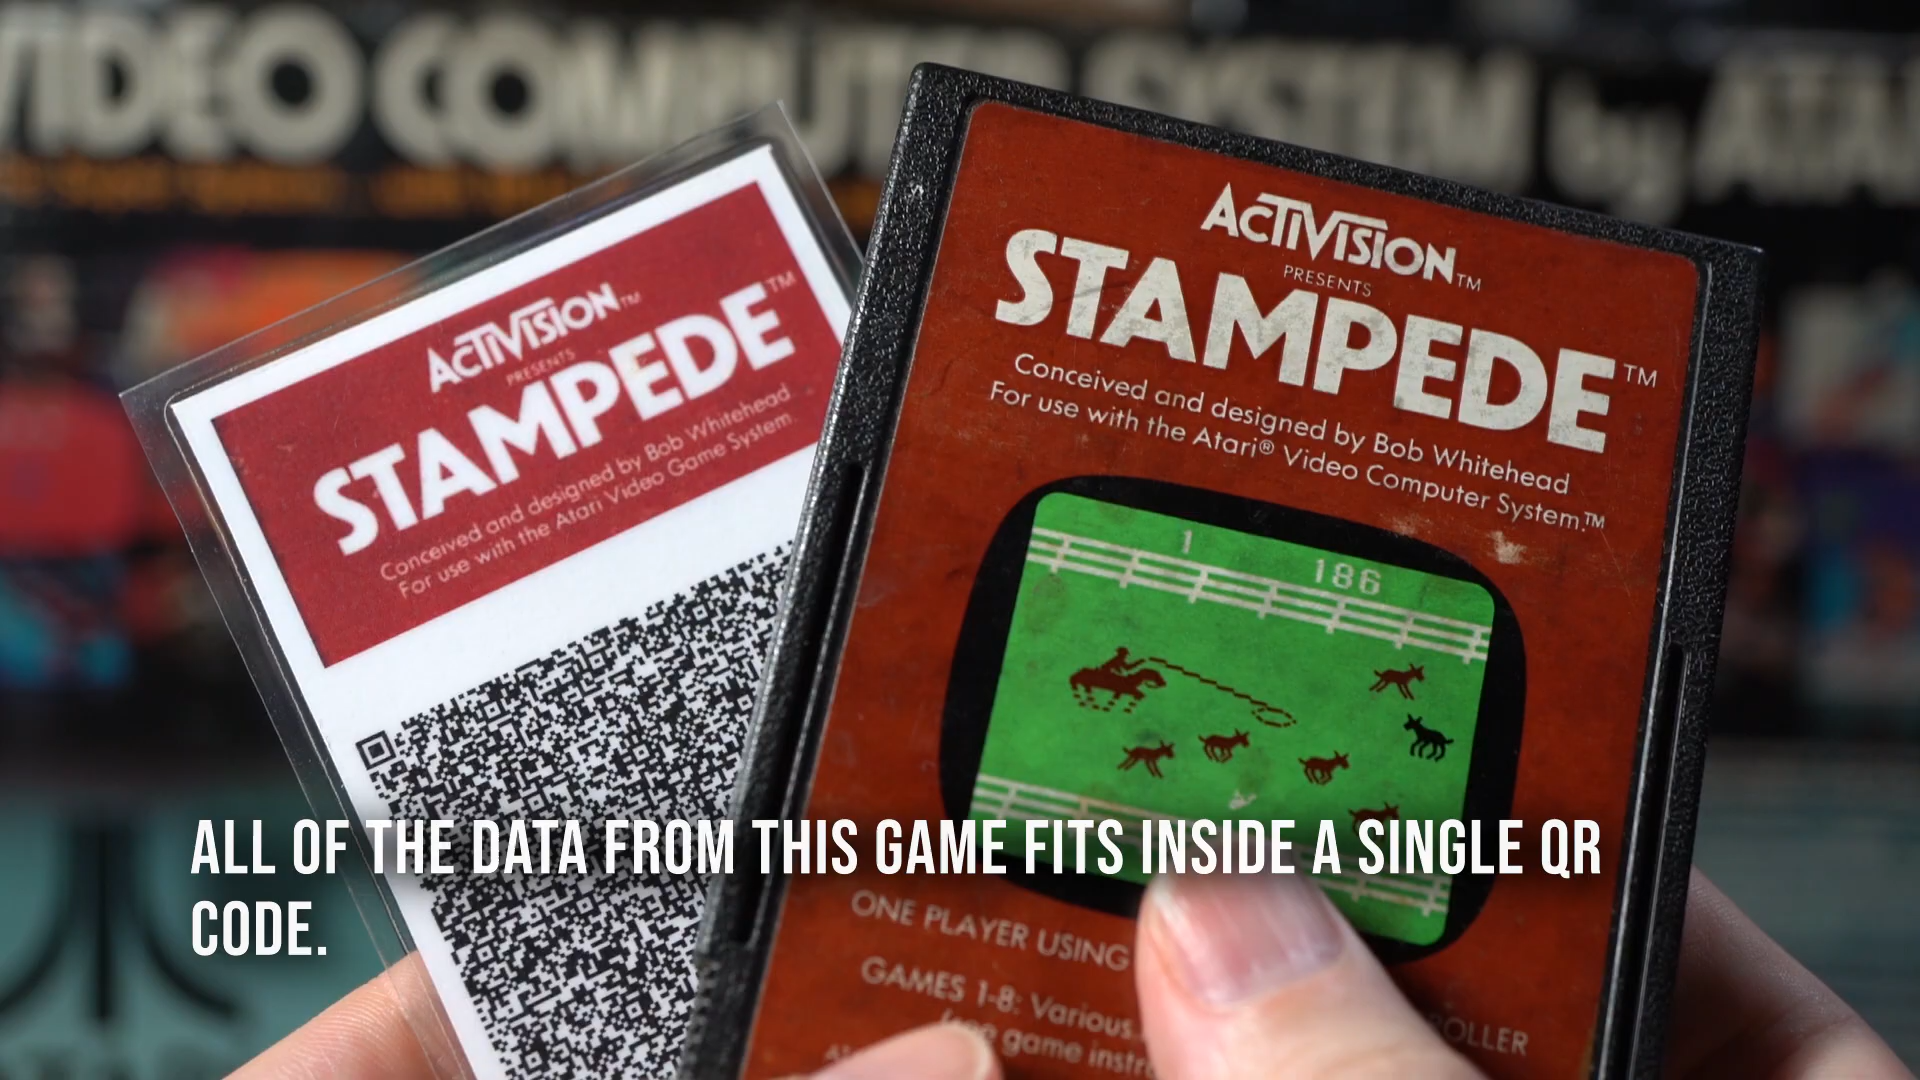 VIDEO COMPUTER SYSTEM by ATARI
ACTIVISION™
PRESENTS
STAMPEDE™
Conceived and designed by Bob Whitehead
For use with the Atari Video Game System.
ACTIVISION™
PRESENTS
STAMPEDE™
Conceived and designed by Bob Whitehead
For use with the Atari® Video Computer System.™
1 186
ALL OF THE DATA FROM THIS GAME FITS INSIDE A SINGLE QR
CODE.
ONE PLAYER USING
GAMES 1-8: Various
game instr